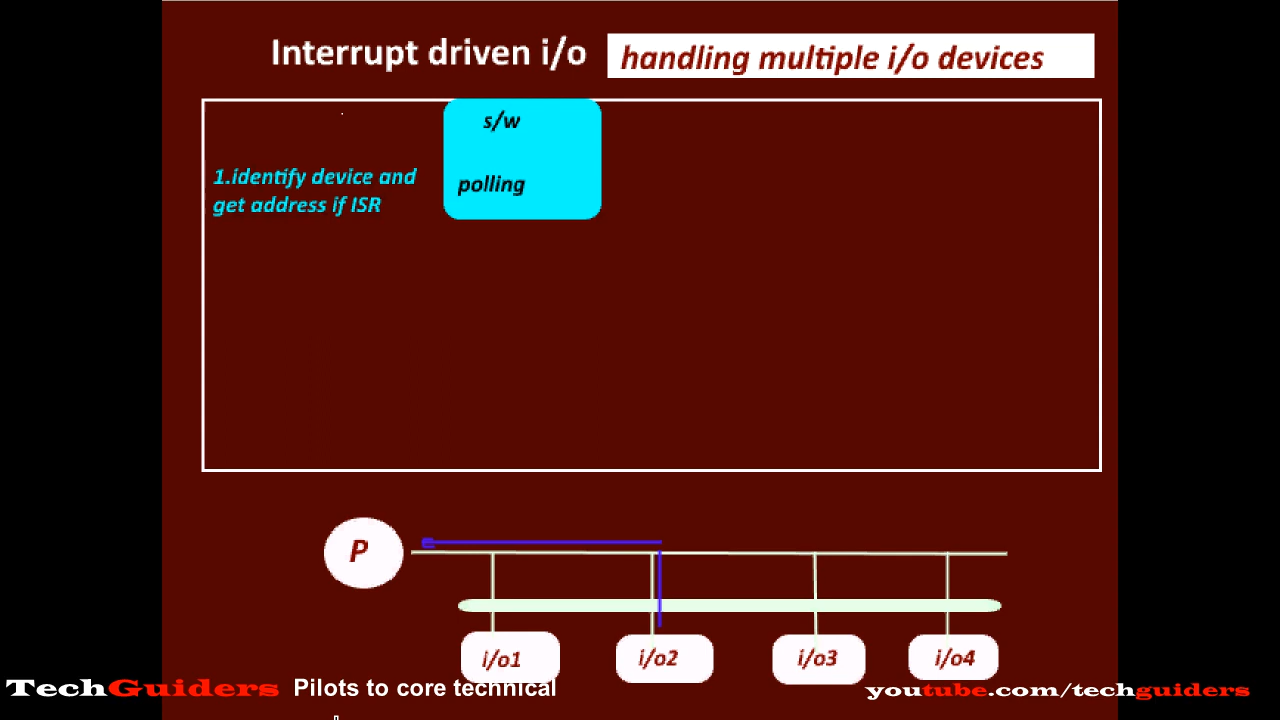 Interrupt driven i/o handling multiple i/o devices
s/w
1.identify device and
get address if ISR
polling
P
i/o1 i/o2 i/o3 i/o4
TechGuiders Pilots to core technical youtube.com/techguiders